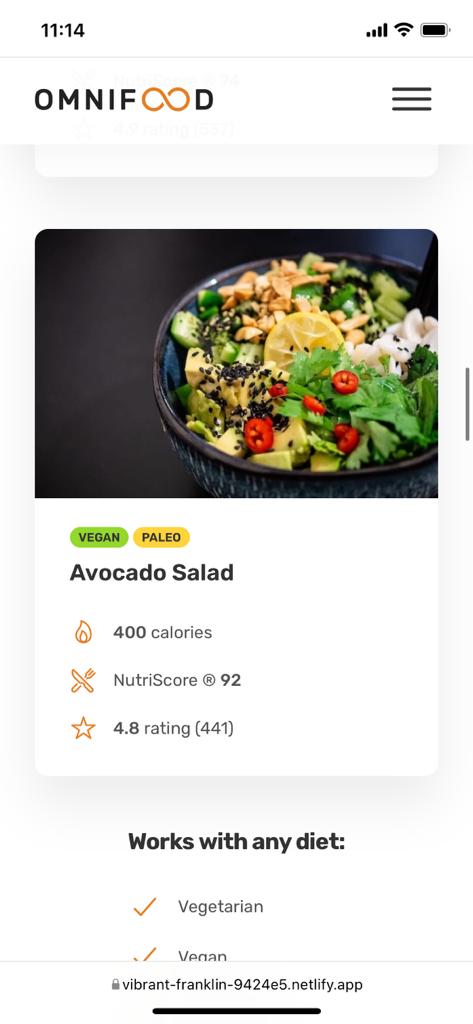 11:14
NutriScore ® 74
OMNIFOOD
4.9 rating (537)
VEGAN PALEO
Avocado Salad
400 calories
NutriScore ® 92
4.8 rating (441)
Works with any diet:
Vegetarian
Vegan
vibrant-franklin-9424e5.netlify.app